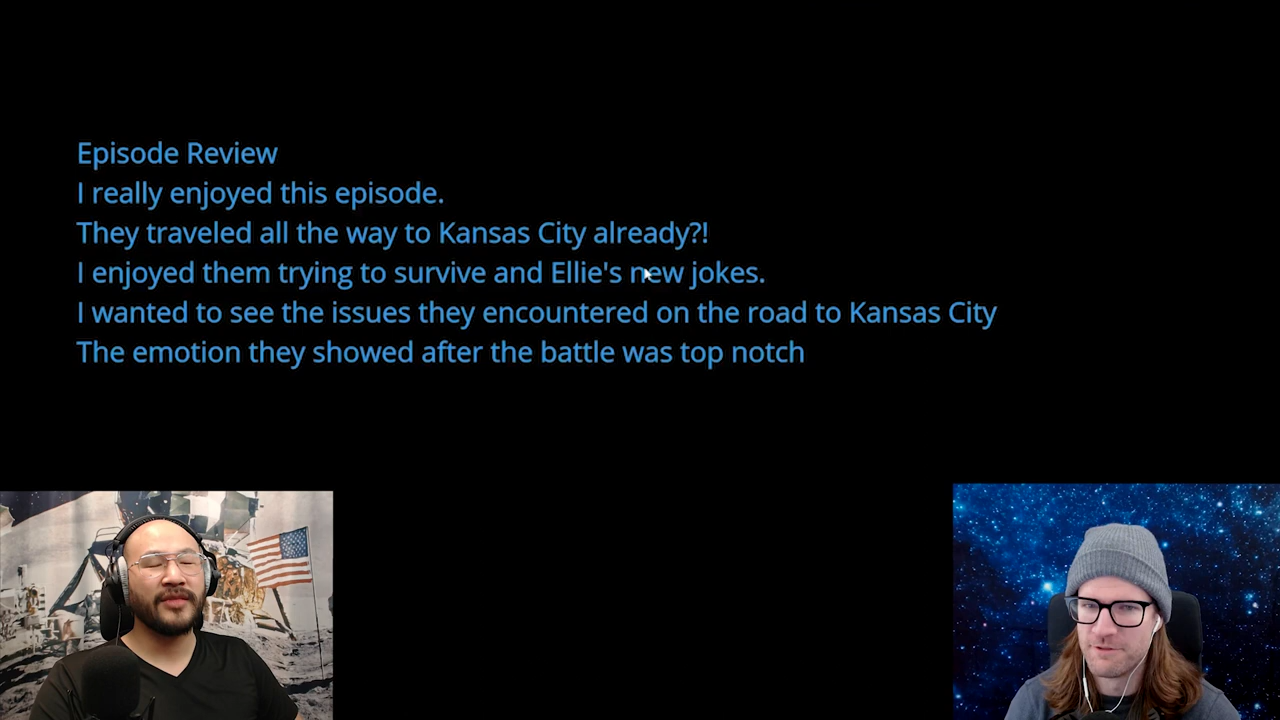 Episode Review
I really enjoyed this episode.
They traveled all the way to Kansas City already?!
I enjoyed them trying to survive and Ellie's new jokes.
I wanted to see the issues they encountered on the road to Kansas City
The emotion they showed after the battle was top notch